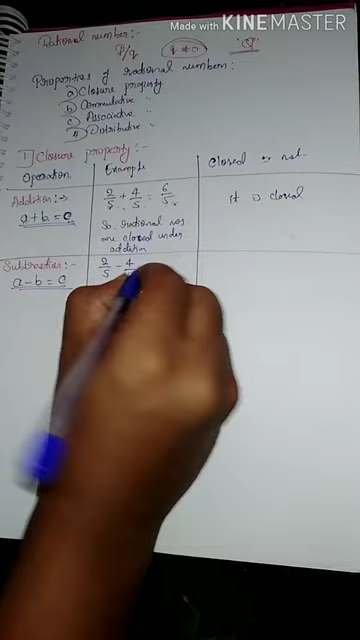 Made with KINEMASTER
Rational number:-
P/q q ≠ 0 'Q'
Properties of rational numbers:
a) Closure property
b) Commutative "
c) Associative "
d) Distributive "
1) Closure property:-
Operation Example Closed or not
Addition:→ 2/5 + 4/5 = 6/5 It is closed
a+b=c So rational nos
are closed under
addition
Subtraction:- 2/5 - 4
a-b=c